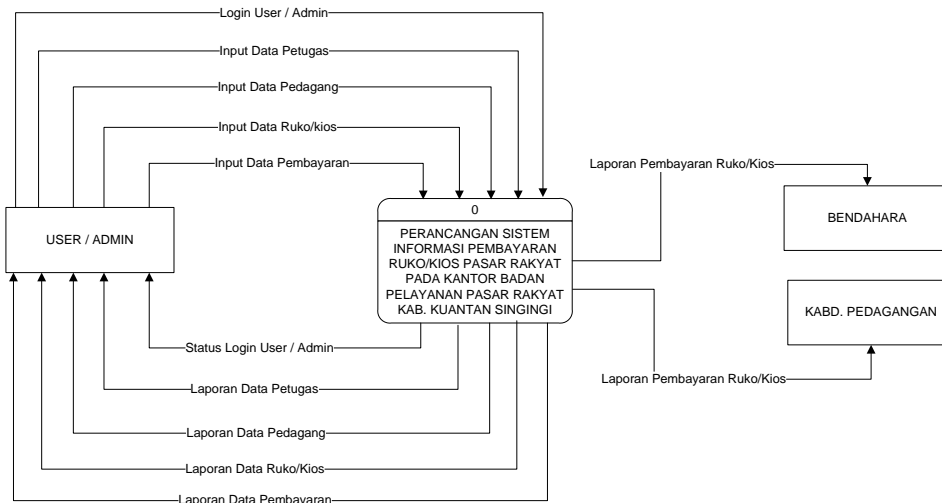 Login User / Admin
Input Data Petugas
Input Data Pedagang
Input Data Ruko/kios
Input Data Pembayaran
USER / ADMIN
0
PERANCANGAN SISTEM
INFORMASI PEMBAYARAN
RUKO/KIOS PASAR RAKYAT
PADA KANTOR BADAN
PELAYANAN PASAR RAKYAT
KAB. KUANTAN SINGINGI
Laporan Pembayaran Ruko/Kios
BENDAHARA
KABD. PEDAGANGAN
Laporan Pembayaran Ruko/Kios
Status Login User / Admin
Laporan Data Petugas
Laporan Data Pedagang
Laporan Data Ruko/Kios
Laporan Data Pembayaran